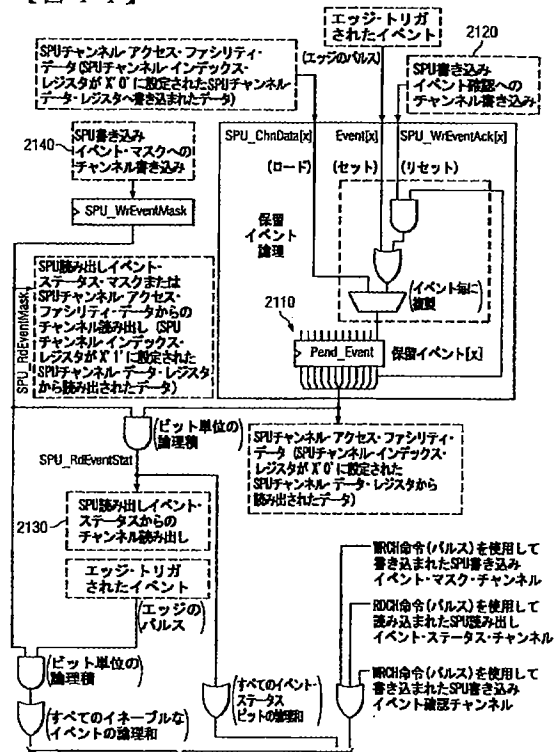 SPUチャンネル・アクセス・ファシリティ・
データ(SPUチャンネル・インデックス・
レジスタがX'0'に設定されたSPUチャンネル・
データ・レジスタへ書き込まれたデータ)
エッジ・トリガ
されたイベント
(エッジのパルス)
2120
SPU書き込み
イベント確認への
チャンネル書き込み
2140
SPU書き込み
イベント・マスクへの
チャンネル書き込み
SPU_WrEventMask
SPU_ChnData[x]
Event[x]
SPU_WrEventAck[x]
(ロード)
(セット)
(リセット)
保留
イベント
論理
(イベント毎に
複製)
2110
Pend_Event
保留イベント[x]
SPU_RdEventMask
SPU読み出しイベント・
ステータス・マスクまたは
SPUチャンネル・アクセス・
ファシリティ・データからの
チャンネル読み出し (SPU
チャンネル・インデックス・
レジスタがX'1'に設定された
SPUチャンネル・データ・レジスタ
から読み出されたデータ)
(ビット単位の
論理積)
SPU_RdEventStat
SPUチャンネル・アクセス・ファシリティ・
データ (SPUチャンネル・インデックス・
レジスタがX'0'に設定された
SPUチャンネル・データ・レジスタから
読み出されたデータ)
2130
SPU読み出しイベント・
ステータスからの
チャンネル読み出し
エッジ・トリガ
されたイベント
(エッジの
パルス)
WRCH命令(パルス)を使用して
書き込まれたSPU書き込み
イベント・マスク・チャンネル
RDCH命令(パルス)を使用して
読み込まれたSPU読み出し
イベント・ステータス・チャンネル
WRCH命令(パルス)を使用して
書き込まれたSPU書き込み
イベント確認チャンネル
(ビット単位の
論理積)
(すべてのイベント・
ステータス
ビットの論理和)
(すべてのイネーブルな
イベントの論理和)